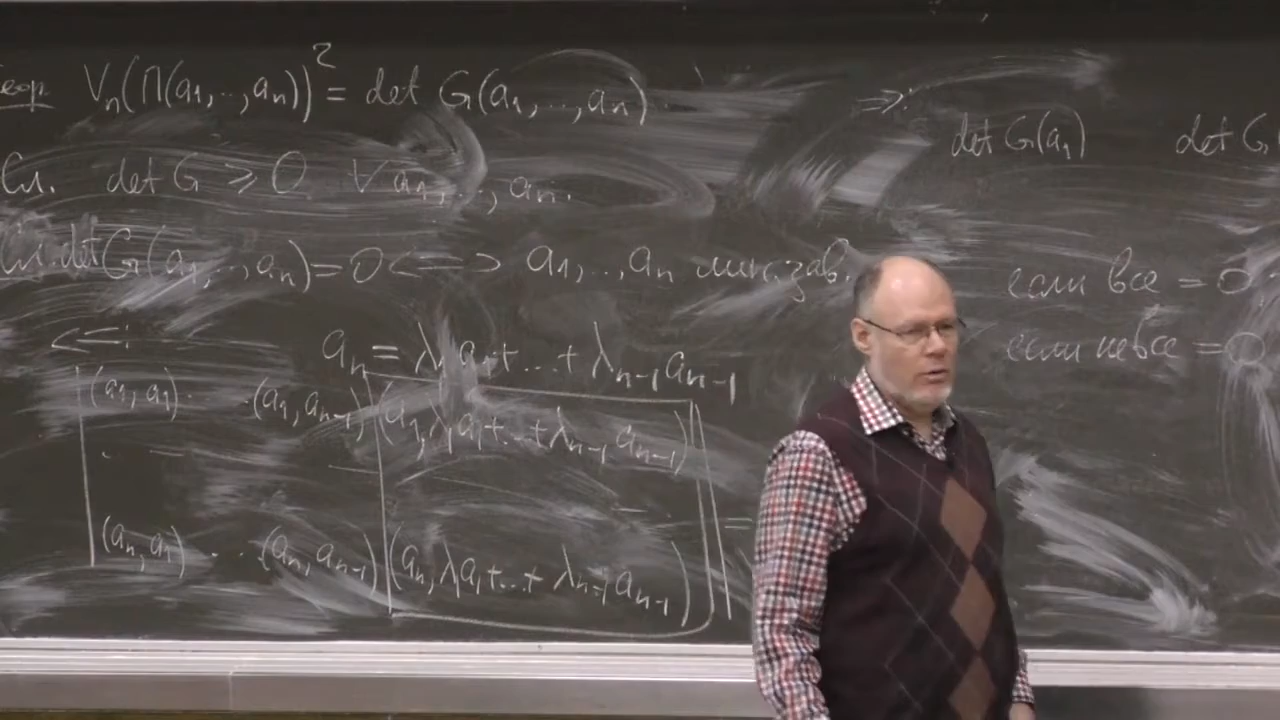 еор. Vₙ(П(a₁,..,aₙ))² = det G(a₁,...,aₙ).
Сл. det G ⩾ 0 ∀ a₁,..., aₙ.
Сл. det G(a₁,..,aₙ) = 0 <=> a₁,..,aₙ лин. зав.
<=:
aₙ = λ₁a₁ + ... + λₙ₋₁aₙ₋₁
(a₁, a₁) . . (a₁, aₙ₋₁) (a₁, λ₁a₁+...+λₙ₋₁aₙ₋₁)
(aₙ, a₁) . . (aₙ, aₙ₋₁) (aₙ, λ₁a₁+...+λₙ₋₁aₙ₋₁) =
=>:
det G(a₁) det G
если все = 0
если не все = 0